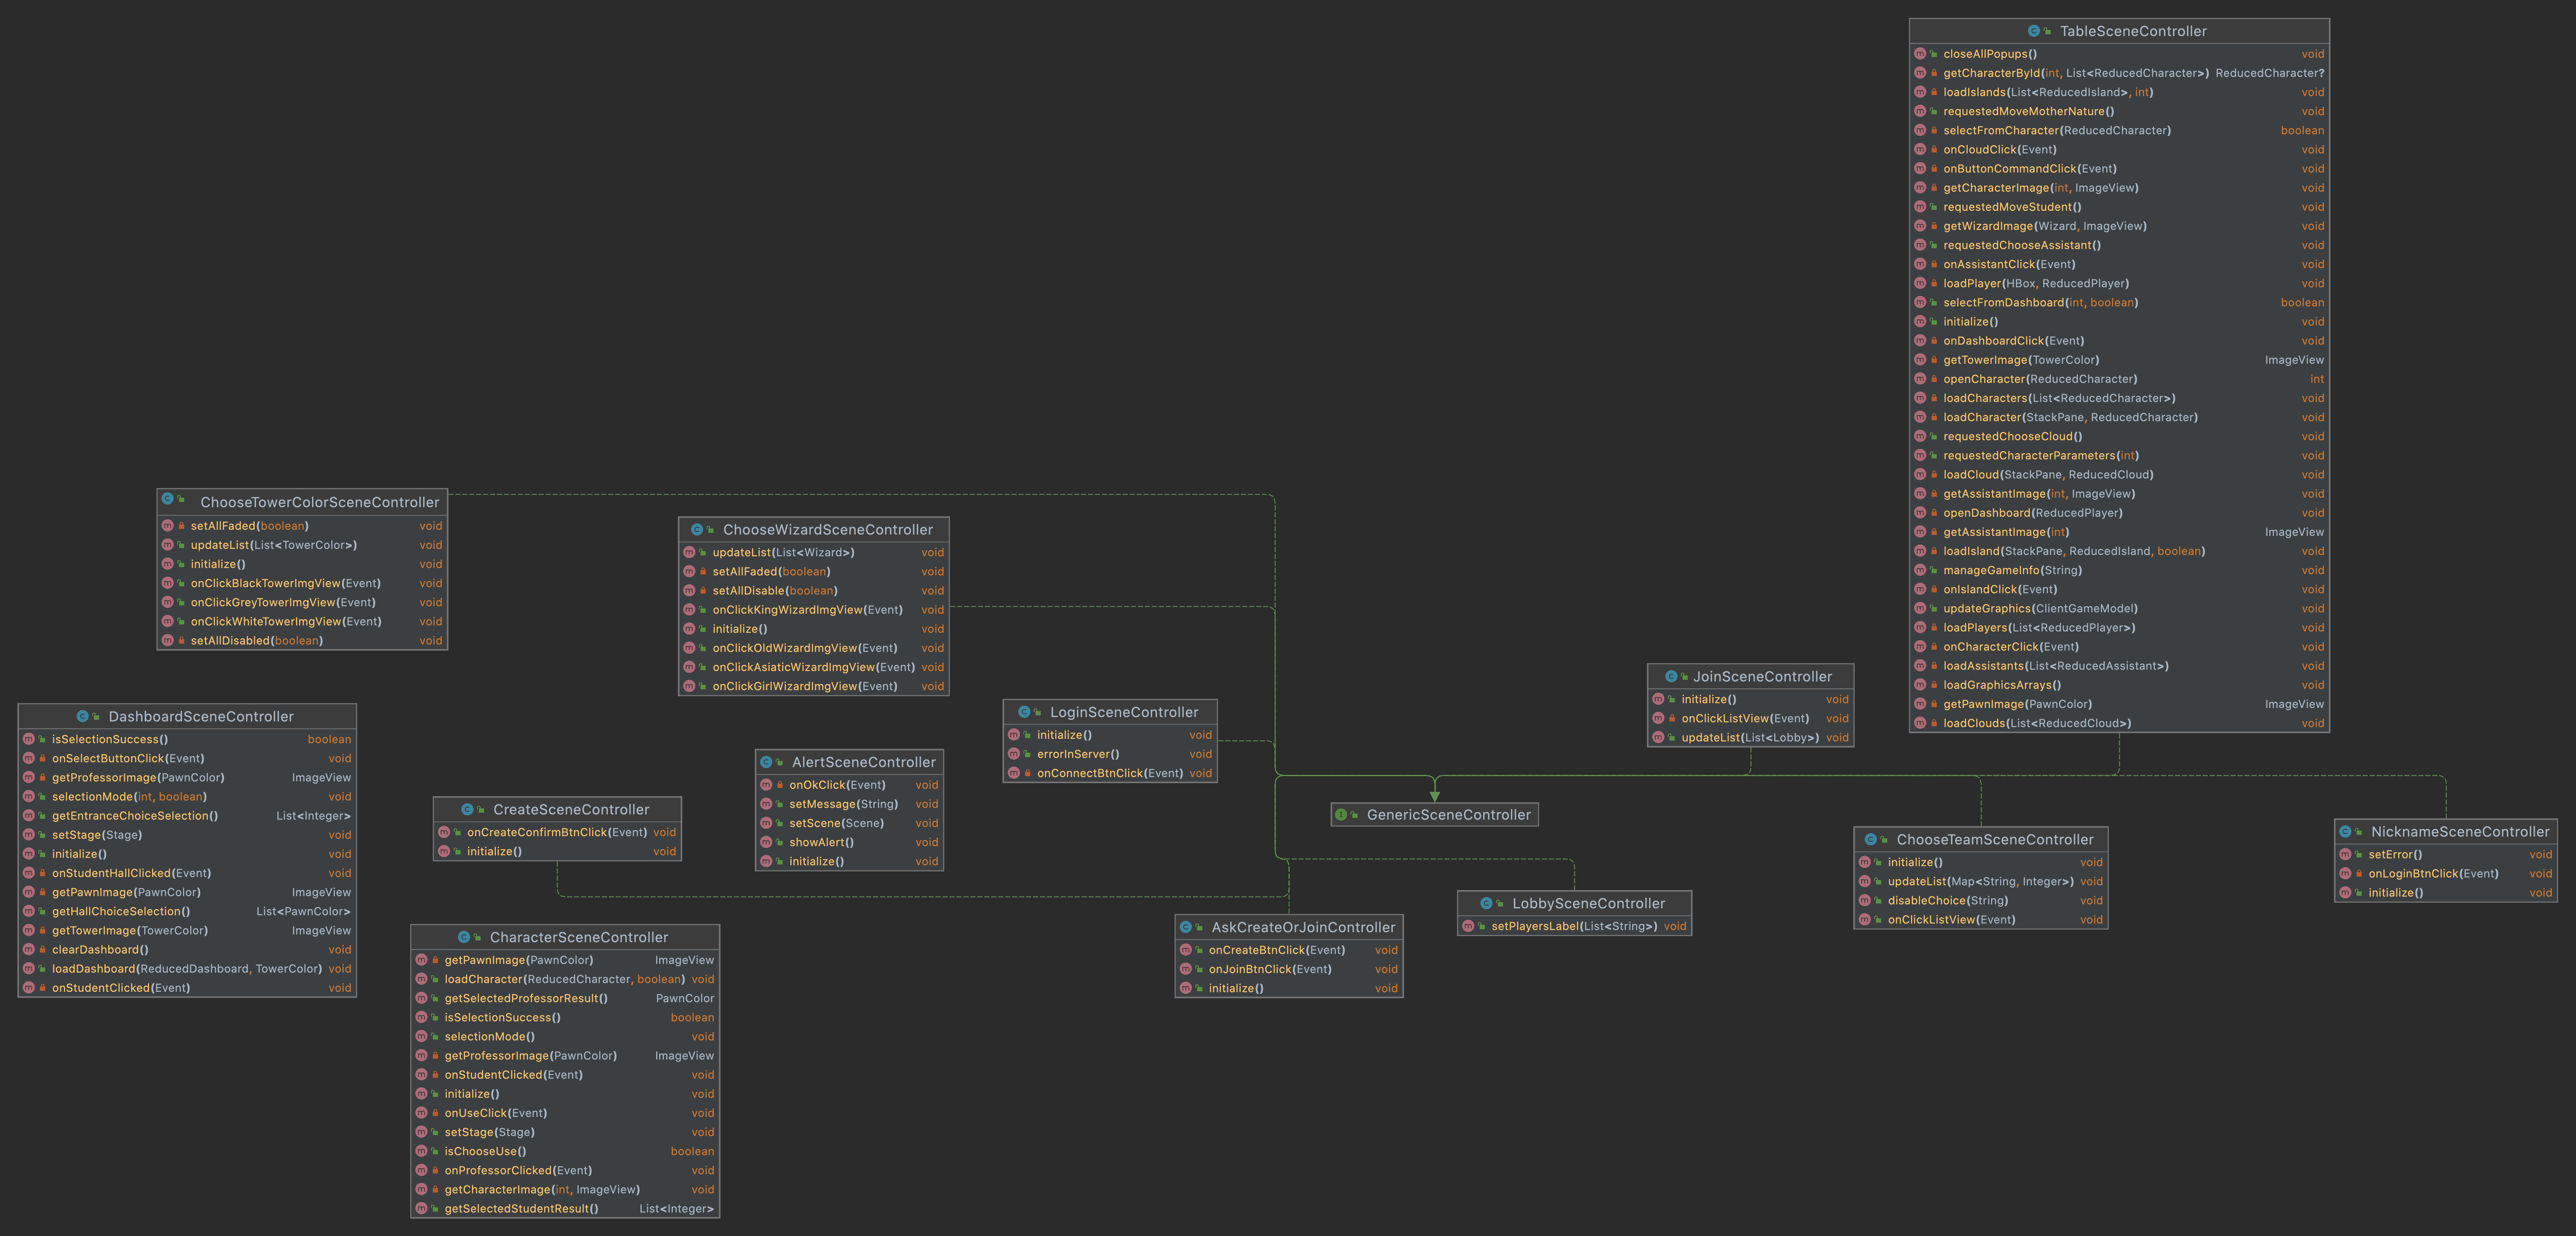 TableSceneController
closeAllPopups() void
getCharacterById(int, List<ReducedCharacter>) ReducedCharacter?
loadIslands(List<ReducedIsland>, int) void
requestedMoveMotherNature() void
selectFromCharacter(ReducedCharacter) boolean
onCloudClick(Event) void
onButtonCommandClick(Event) void
getCharacterImage(int, ImageView) void
requestedMoveStudent() void
getWizardImage(Wizard, ImageView) void
requestedChooseAssistant() void
onAssistantClick(Event) void
loadPlayer(HBox, ReducedPlayer) void
selectFromDashboard(int, boolean) boolean
initialize() void
onDashboardClick(Event) void
getTowerImage(TowerColor) ImageView
openCharacter(ReducedCharacter) int
loadCharacters(List<ReducedCharacter>) void
loadCharacter(StackPane, ReducedCharacter) void
requestedChooseCloud() void
requestedCharacterParameters(int) void
loadCloud(StackPane, ReducedCloud) void
getAssistantImage(int, ImageView) void
openDashboard(ReducedPlayer) void
getAssistantImage(int) ImageView
loadIsland(StackPane, ReducedIsland, boolean) void
manageGameInfo(String) void
onIslandClick(Event) void
updateGraphics(ClientGameModel) void
loadPlayers(List<ReducedPlayer>) void
onCharacterClick(Event) void
loadAssistants(List<ReducedAssistant>) void
loadGraphicsArrays() void
getPawnImage(PawnColor) ImageView
loadClouds(List<ReducedCloud>) void
ChooseTowerColorSceneController
setAllFaded(boolean) void
updateList(List<TowerColor>) void
initialize() void
onClickBlackTowerImgView(Event) void
onClickGreyTowerImgView(Event) void
onClickWhiteTowerImgView(Event) void
setAllDisabled(boolean) void
ChooseWizardSceneController
updateList(List<Wizard>) void
setAllFaded(boolean) void
setAllDisable(boolean) void
onClickKingWizardImgView(Event) void
initialize() void
onClickOldWizardImgView(Event) void
onClickAsiaticWizardImgView(Event) void
onClickGirlWizardImgView(Event) void
DashboardSceneController
isSelectionSuccess() boolean
onSelectButtonClick(Event) void
getProfessorImage(PawnColor) ImageView
selectionMode(int, boolean) void
getEntranceChoiceSelection() List<Integer>
setStage(Stage) void
initialize() void
onStudentHallClicked(Event) void
getPawnImage(PawnColor) ImageView
getHallChoiceSelection() List<PawnColor>
getTowerImage(TowerColor) ImageView
clearDashboard() void
loadDashboard(ReducedDashboard, TowerColor) void
onStudentClicked(Event) void
LoginSceneController
initialize() void
errorInServer() void
onConnectBtnClick(Event) void
JoinSceneController
initialize() void
onClickListView(Event) void
updateList(List<Lobby>) void
AlertSceneController
onOkClick(Event) void
setMessage(String) void
setScene(Scene) void
showAlert() void
initialize() void
CreateSceneController
onCreateConfirmBtnClick(Event) void
initialize() void
GenericSceneController
ChooseTeamSceneController
initialize() void
updateList(Map<String, Integer>) void
disableChoice(String) void
onClickListView(Event) void
NicknameSceneController
setError() void
onLoginBtnClick(Event) void
initialize() void
LobbySceneController
setPlayersLabel(List<String>) void
AskCreateOrJoinController
onCreateBtnClick(Event) void
onJoinBtnClick(Event) void
initialize() void
CharacterSceneController
getPawnImage(PawnColor) ImageView
loadCharacter(ReducedCharacter, boolean) void
getSelectedProfessorResult() PawnColor
isSelectionSuccess() boolean
selectionMode() void
getProfessorImage(PawnColor) ImageView
onStudentClicked(Event) void
initialize() void
onUseClick(Event) void
setStage(Stage) void
isChooseUse() boolean
onProfessorClicked(Event) void
getCharacterImage(int, ImageView) void
getSelectedStudentResult() List<Integer>